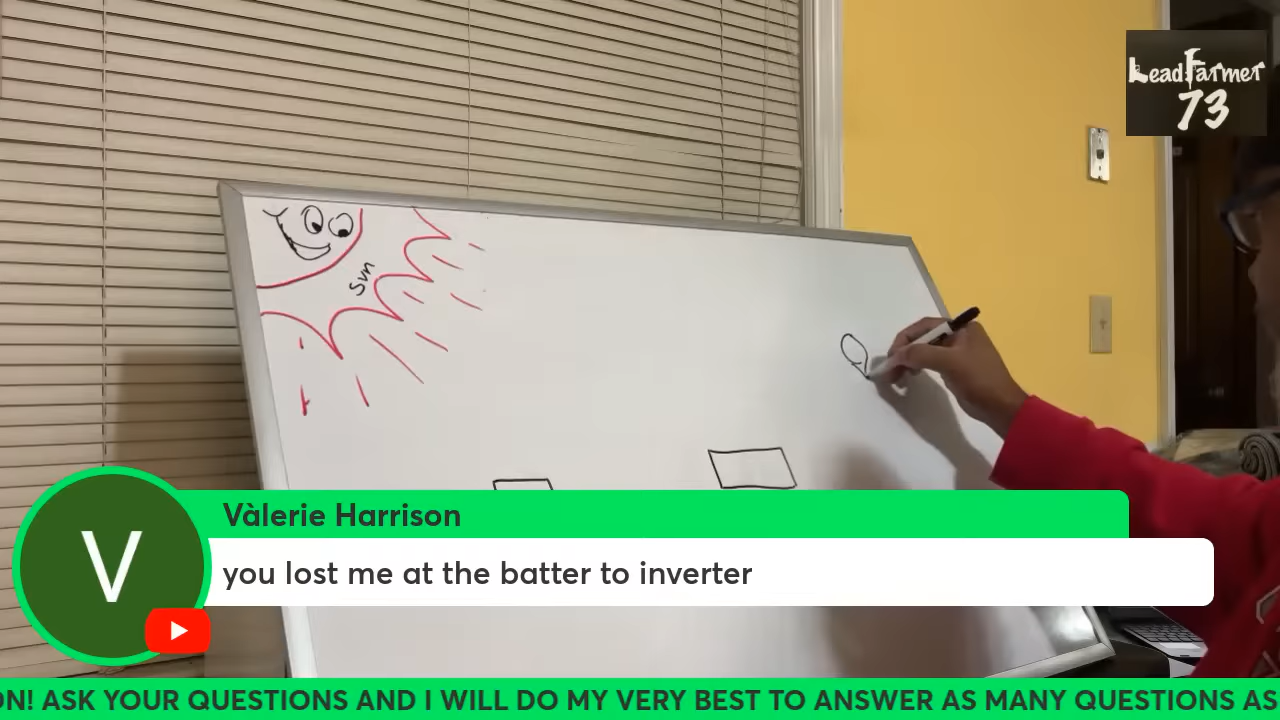 LeadFarmer
73
Sun
V
Vàlerie Harrison
you lost me at the batter to inverter
ON! ASK YOUR QUESTIONS AND I WILL DO MY VERY BEST TO ANSWER AS MANY QUESTIONS AS